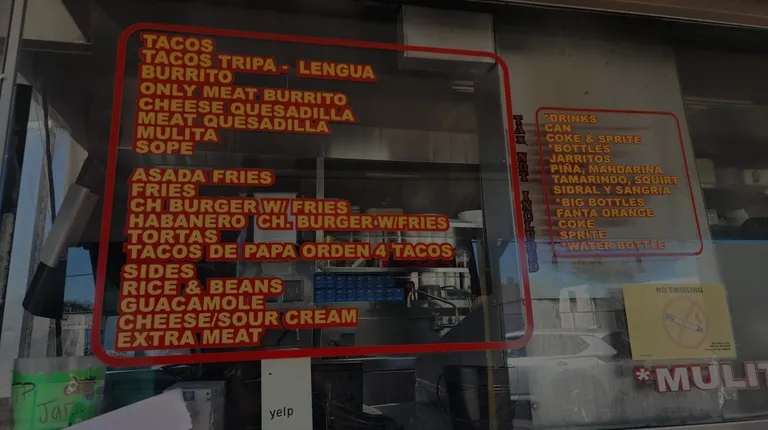 TACOS
TACOS TRIPA - LENGUA
BURRITO
ONLY MEAT BURRITO
CHEESE QUESADILLA
MEAT QUESADILLA
MULITA
SOPE
ASADA FRIES
FRIES
CH BURGER W/ FRIES
HABANERO CH. BURGER W/FRIES
TORTAS
TACOS DE PAPA ORDEN 4 TACOS
SIDES
RICE & BEANS
GUACAMOLE
CHEESE/SOUR CREAM
EXTRA MEAT
TAX NOT INCLUDED
*DRINKS
CAN
COKE & SPRITE
*BOTTLES
JARRITOS
PIÑA, MANDARINA
TAMARINDO, SQUIRT
SIDRAL Y SANGRIA
*BIG BOTTLES
FANTA ORANGE
COKE
SPRITE
*WATER BOTTLE
NO SMOKING
*MULIT
yelp